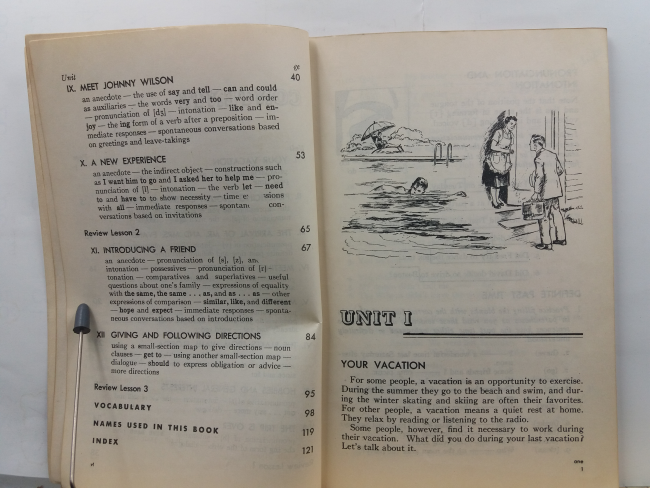 Unit
IX. MEET JOHNNY WILSON 40
an anecdote — the use of say and tell — can and could
as auxiliaries — the words very and too — word order
— pronunciation of [dʒ] — intonation — like and en-
joy — the ing form of a verb after a preposition — im-
mediate responses — spontaneous conversations based
on greetings and leave-takings
X. A NEW EXPERIENCE 53
an anecdote — the indirect object — constructions such
as I want him to go and I asked her to help me — pro-
nunciation of [l] — intonation — the verb let — need
to and have to to show necessity — time
with all — immediate responses — con-
versations based on invitations
Review Lesson 2 65
XI. INTRODUCING A FRIEND 67
an anecdote — pronunciation of [s], [z],
intonation — possessives — pronunciation of
tonation — comparatives and superlatives — useful
questions about one's family — expressions of equality
with the same, the same . . . as, and as . . . as — other
expressions of comparison — similar, like, and different
— hope and expect — immediate responses — sponta-
neous conversations based on introductions
XII GIVING AND FOLLOWING DIRECTIONS 84
using a small-section map to give directions — noun
clauses — get to — using another small-section map —
dialogue — should to express obligation or advice —
more directions
Review Lesson 3 95
VOCABULARY 98
NAMES USED IN THIS BOOK 119
INDEX 121
UNIT I
YOUR VACATION
For some people, a vacation is an opportunity to exercise.
During the summer they go to the beach and swim, and dur-
ing the winter skating and skiing are often their favorites.
For other people, a vacation means a quiet rest at home.
They relax by reading or listening to the radio.
Some people, however, find it necessary to work during
their vacation. What did you do during your last vacation?
Let's talk about it.
one
1